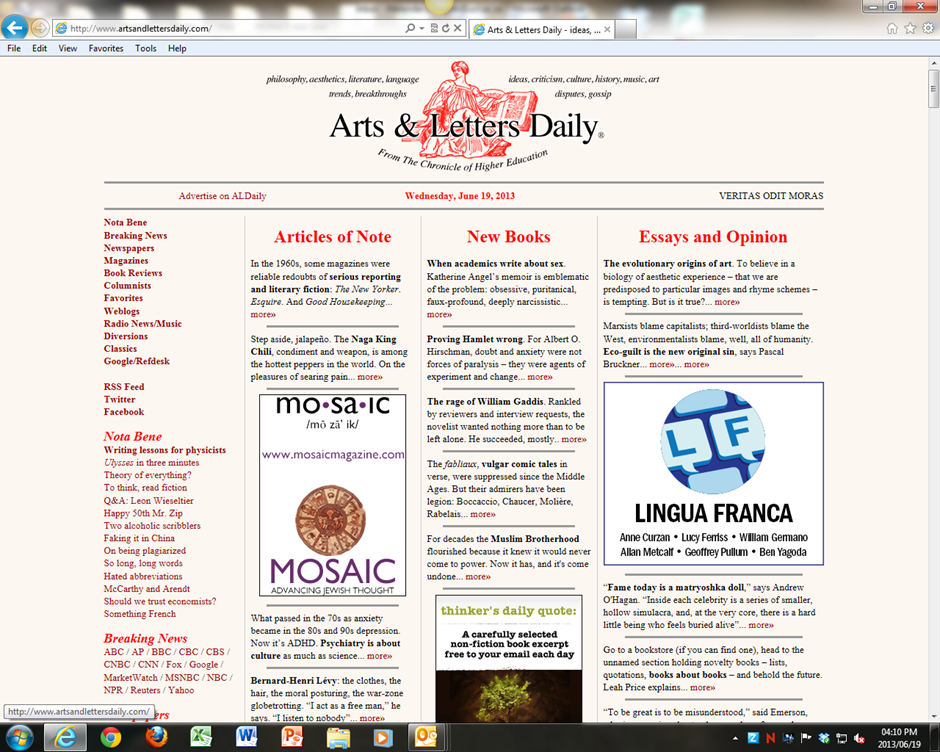 http://www.artsandlettersdaily.com/
Arts & Letters Daily - ideas, ...
File Edit View Favorites Tools Help
philosophy, aesthetics, literature, language
trends, breakthroughs
ideas, criticism, culture, history, music, art
disputes, gossip
Arts & Letters Daily®
From The Chronicle of Higher Education
Advertise on ALDaily
Wednesday, June 19, 2013
VERITAS ODIT MORAS
Nota Bene
Breaking News
Newspapers
Magazines
Book Reviews
Columnists
Favorites
Weblogs
Radio News/Music
Diversions
Classics
Google/Refdesk
RSS Feed
Twitter
Facebook
Nota Bene
Writing lessons for physicists
Ulysses in three minutes
Theory of everything?
To think, read fiction
Q&A: Leon Wieseltier
Happy 50th Mr. Zip
Two alcoholic scribblers
Faking it in China
On being plagiarized
So long, long words
Hated abbreviations
McCarthy and Arendt
Should we trust economists?
Something French
Breaking News
ABC / AP / BBC / CBC / CBS /
CNBC / CNN / Fox / Google /
MarketWatch / MSNBC / NBC /
NPR / Reuters / Yahoo
Articles of Note
In the 1960s, some magazines were
reliable redoubts of serious reporting
and literary fiction: The New Yorker.
Esquire. And Good Housekeeping...
more»
Step aside, jalapeño. The Naga King
Chili, condiment and weapon, is among
the hottest peppers in the world. On the
pleasures of searing pain... more»
mo•sa•ic
/mō zā' ik/
www.mosaicmagazine.com
MOSAIC
ADVANCING JEWISH THOUGHT
What passed in the 70s as anxiety
became in the 80s and 90s depression.
Now it's ADHD. Psychiatry is about
culture as much as science... more»
Bernard-Henri Lévy: the clothes, the
hair, the moral posturing, the war-zone
globetrotting. "I act as a free man," he
says. "I listen to nobody"... more»
New Books
When academics write about sex.
Katherine Angel's memoir is emblematic
of the problem: obsessive, puritanical,
faux-profound, deeply narcissistic...
more»
Proving Hamlet wrong. For Albert O.
Hirschman, doubt and anxiety were not
forces of paralysis – they were agents of
experiment and change... more»
The rage of William Gaddis. Rankled
by reviewers and interview requests, the
novelist wanted nothing more than to be
left alone. He succeeded, mostly.. more»
The fabliaux, vulgar comic tales in
verse, were suppressed since the Middle
Ages. But their admirers have been
legion: Boccaccio, Chaucer, Molière,
Rabelais... more»
For decades the Muslim Brotherhood
flourished because it knew it would never
come to power. Now it has, and it's come
undone... more»
thinker's daily quote:
A carefully selected
non-fiction book excerpt
free to your email each day
Essays and Opinion
The evolutionary origins of art. To believe in a
biology of aesthetic experience – that we are
predisposed to particular images and rhyme schemes –
is tempting. But is it true?... more»
Marxists blame capitalists; third-worldists blame the
West, environmentalists blame, well, all of humanity.
Eco-guilt is the new original sin, says Pascal
Bruckner... more»... more»
LF
LINGUA FRANCA
Anne Curzan • Lucy Ferriss • William Germano
Allan Metcalf • Geoffrey Pullum • Ben Yagoda
"Fame today is a matryoshka doll," says Andrew
O'Hagan. "Inside each celebrity is a series of smaller,
hollow simulacra, and, at the very core, there is a hard
little being who feels buried alive"... more»
Go to a bookstore (if you can find one), head to the
unnamed section holding novelty books – lists,
quotations, books about books – and behold the future.
Leah Price explains... more»
"To be great is to be misunderstood," said Emerson,
http://www.artsandlettersdaily.com/
04:10 PM
2013/06/19